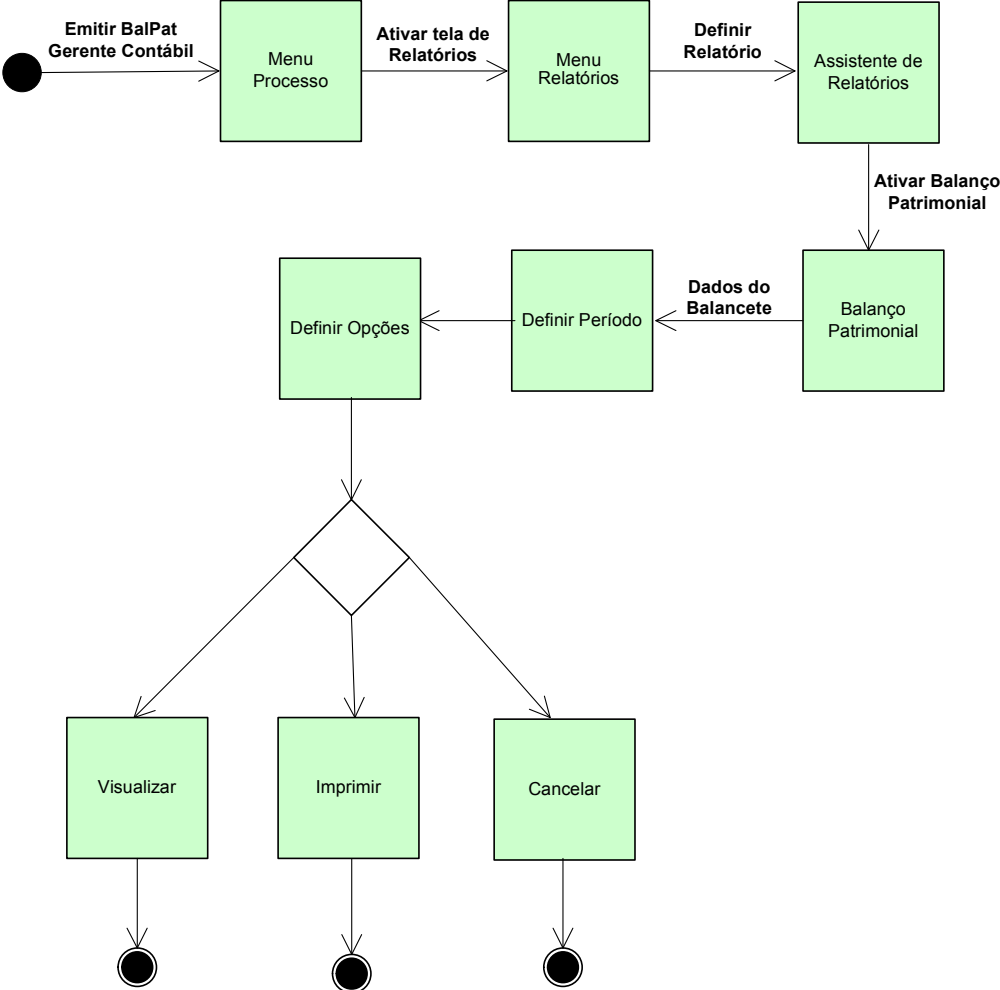 Emitir BalPat
Gerente Contábil
Menu
Processo
Ativar tela de
Relatórios
Menu
Relatórios
Definir
Relatório
Assistente de
Relatórios
Ativar Balanço
Patrimonial
Balanço
Patrimonial
Dados do
Balancete
Definir Período
Definir Opções
Visualizar
Imprimir
Cancelar